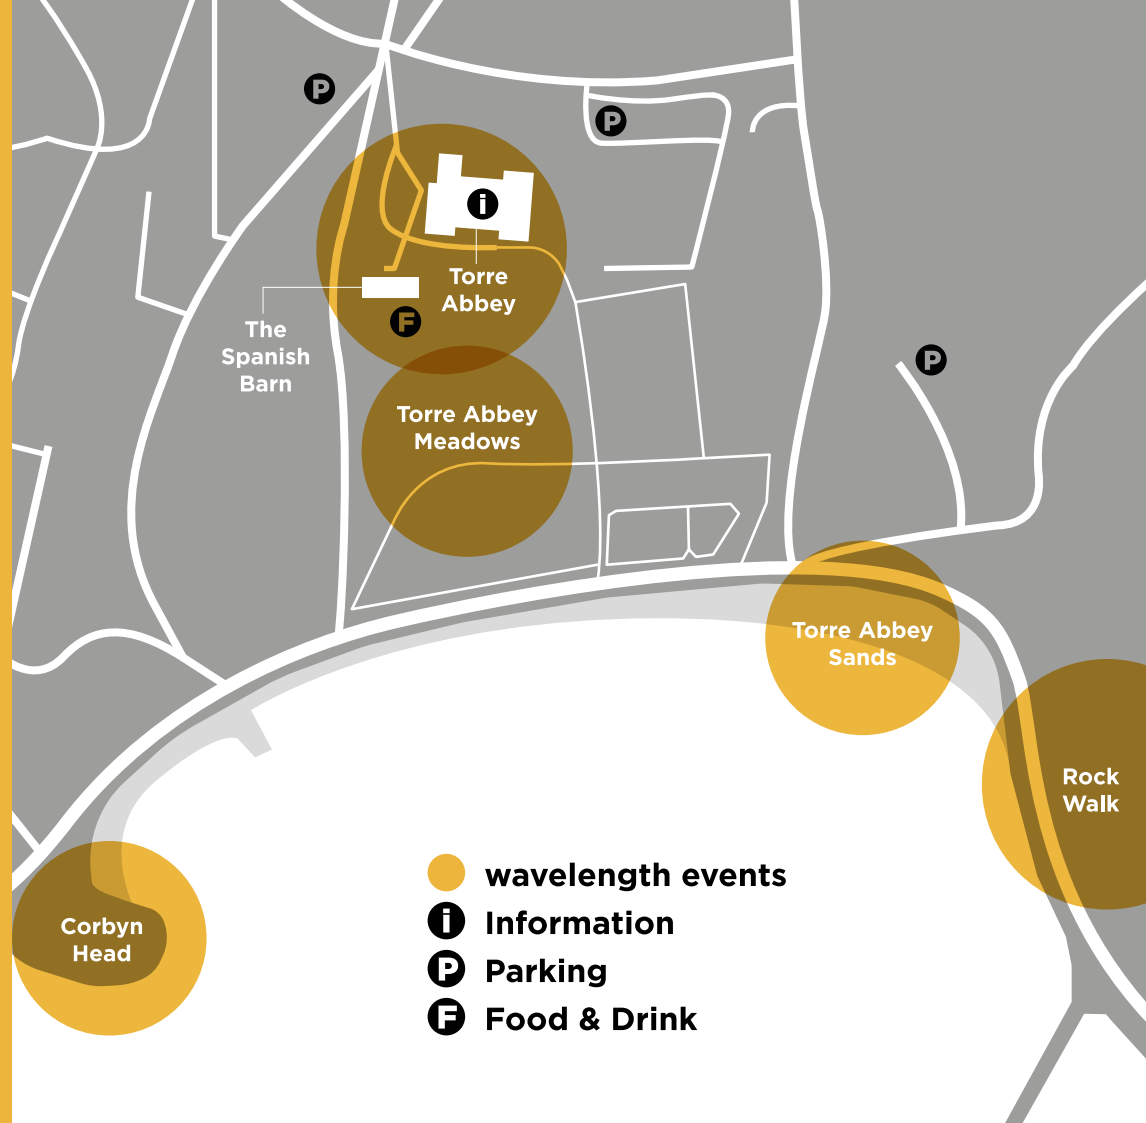 P
P
i
Torre
Abbey
The
Spanish
Barn
F
P
Torre Abbey
Meadows
Torre Abbey
Sands
Rock
Walk
Corbyn
Head
wavelength events
i Information
P Parking
F Food & Drink